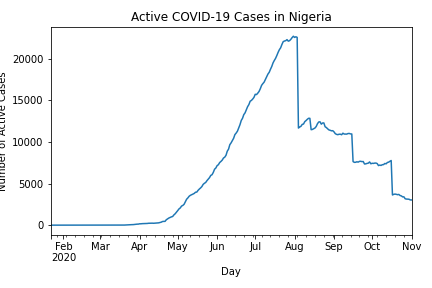 Active COVID-19 Cases in Nigeria
Number of Active Cases
20000
15000
10000
5000
0
Feb Mar Apr May Jun Jul Aug Sep Oct Nov
2020
Day